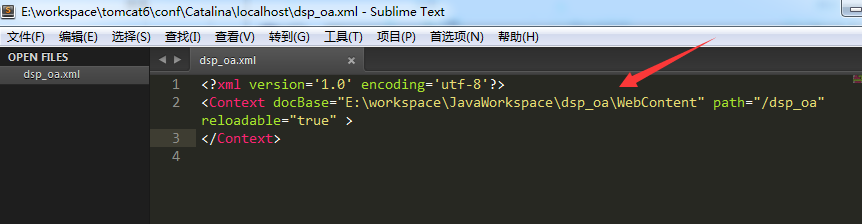 E:\workspace\tomcat6\conf\Catalina\localhost\dsp_oa.xml - Sublime Text
文件(F) 编辑(E) 选择(S) 查找(I) 查看(V) 转到(G) 工具(T) 项目(P) 首选项(N) 帮助(H)
OPEN FILES
dsp_oa.xml
dsp_oa.xml ×
1 <?xml version='1.0' encoding='utf-8'?>
2 <Context docBase="E:\workspace\JavaWorkspace\dsp_oa\WebContent" path="/dsp_oa"
reloadable="true" >
3 </Context>
4